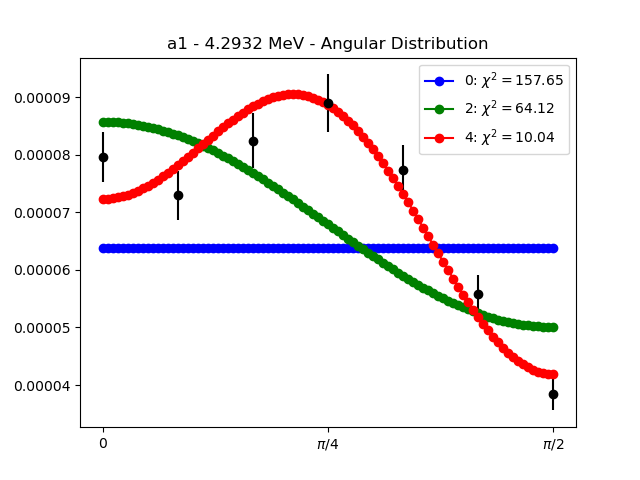 a1 - 4.2932 MeV - Angular Distribution
0: χ² = 157.65
2: χ² = 64.12
4: χ² = 10.04
0.00009
0.00008
0.00007
0.00006
0.00005
0.00004
0 π/4 π/2